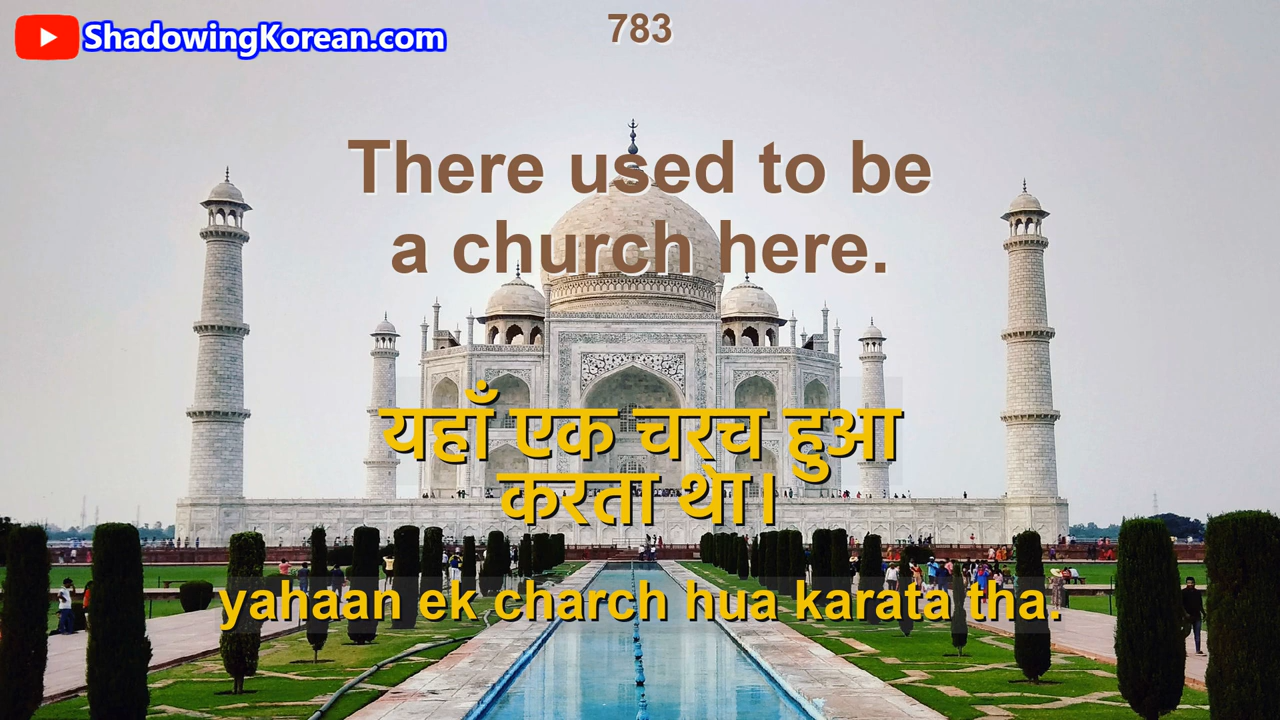 ShadowingKorean.com
783
There used to be
a church here.
यहाँ एक चरच हुआ
करता था।
yahaan ek charch hua karata tha.